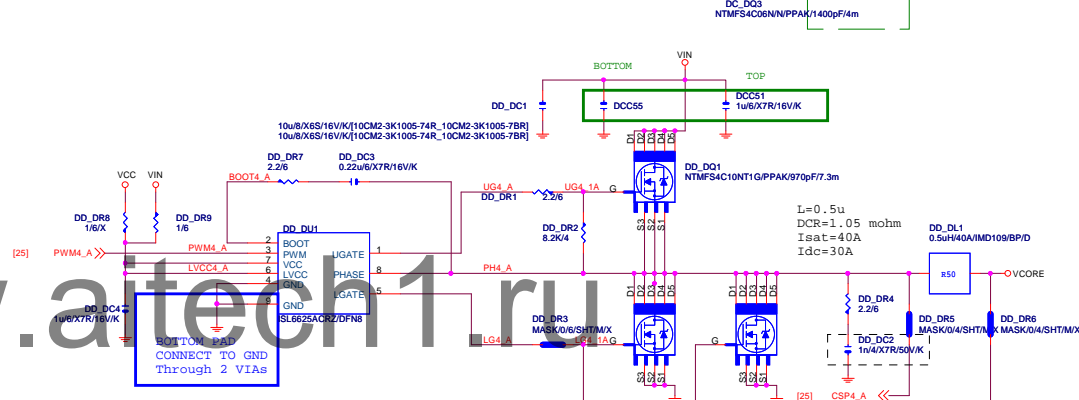 DC_DQ3
NTMFS4C06N/N/PPAK/1400pF/4m
VIN
BOTTOM
TOP
DD_DC1
DCC55
DCC51
1u/6/X7R/16V/K
10u/8/X6S/16V/K/[10CM2-3K1005-74R_10CM2-3K1005-7BR]
10u/8/X6S/16V/K/[10CM2-3K1005-74R_10CM2-3K1005-7BR]
D1 D2 D3 D4 D5
DD_DR7
2.2/6
DD_DC3
0.22u/6/X7R/16V/K
DD_DQ1
NTMFS4C10NT1G/PPAK/970pF/7.3m
VCC
VIN
BOOT4_A
UG4_A
DD_DR1
2.2/6
UG4_1A
G
S3 S2 S1
DD_DR8
1/6/X
DD_DR9
1/6
DD_DU1
DD_DR2
8.2K/4
L=0.5u
DCR=1.05 mohm
Isat=40A
Idc=30A
DD_DL1
0.5uH/40A/IMD109/BP/D
[25]
PWM4_A
PWM4_A
LVCC4_A
2 BOOT
3 PWM
7 VCC
6 LVCC
4 GND
9 GND
UGATE 1
PHASE 8
LGATE 5
ISL6625ACRZ/DFN8
PH4_A
R50
VCORE
DD_DC4
1u/6/X7R/16V/K
D1 D2 D3 D4 D5
D1 D2 D3 D4 D5
DD_DR4
2.2/6
DD_DR3
MASK/0/6/SHT/M/X
DD_DR5
MASK/0/4/SHT/M/X
DD_DR6
MASK/0/4/SHT/M/X
.aitech1.ru
BOTTOM PAD
CONNECT TO GND
Through 2 VIAs
LG4_A
LG4_1A
G
G
DD_DC2
1n/4/X7R/50V/K
S3 S2 S1
S3 S2 S1
[25]
CSP4_A